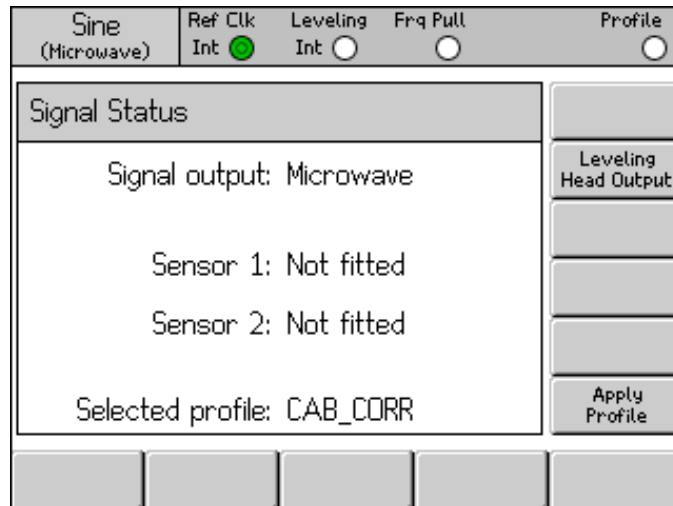 Sine
(Microwave)
Ref Clk
Int
Leveling
Int
Frq Pull
Profile
Signal Status
Signal output: Microwave
Sensor 1: Not fitted
Sensor 2: Not fitted
Selected profile: CAB_CORR
Leveling
Head Output
Apply
Profile